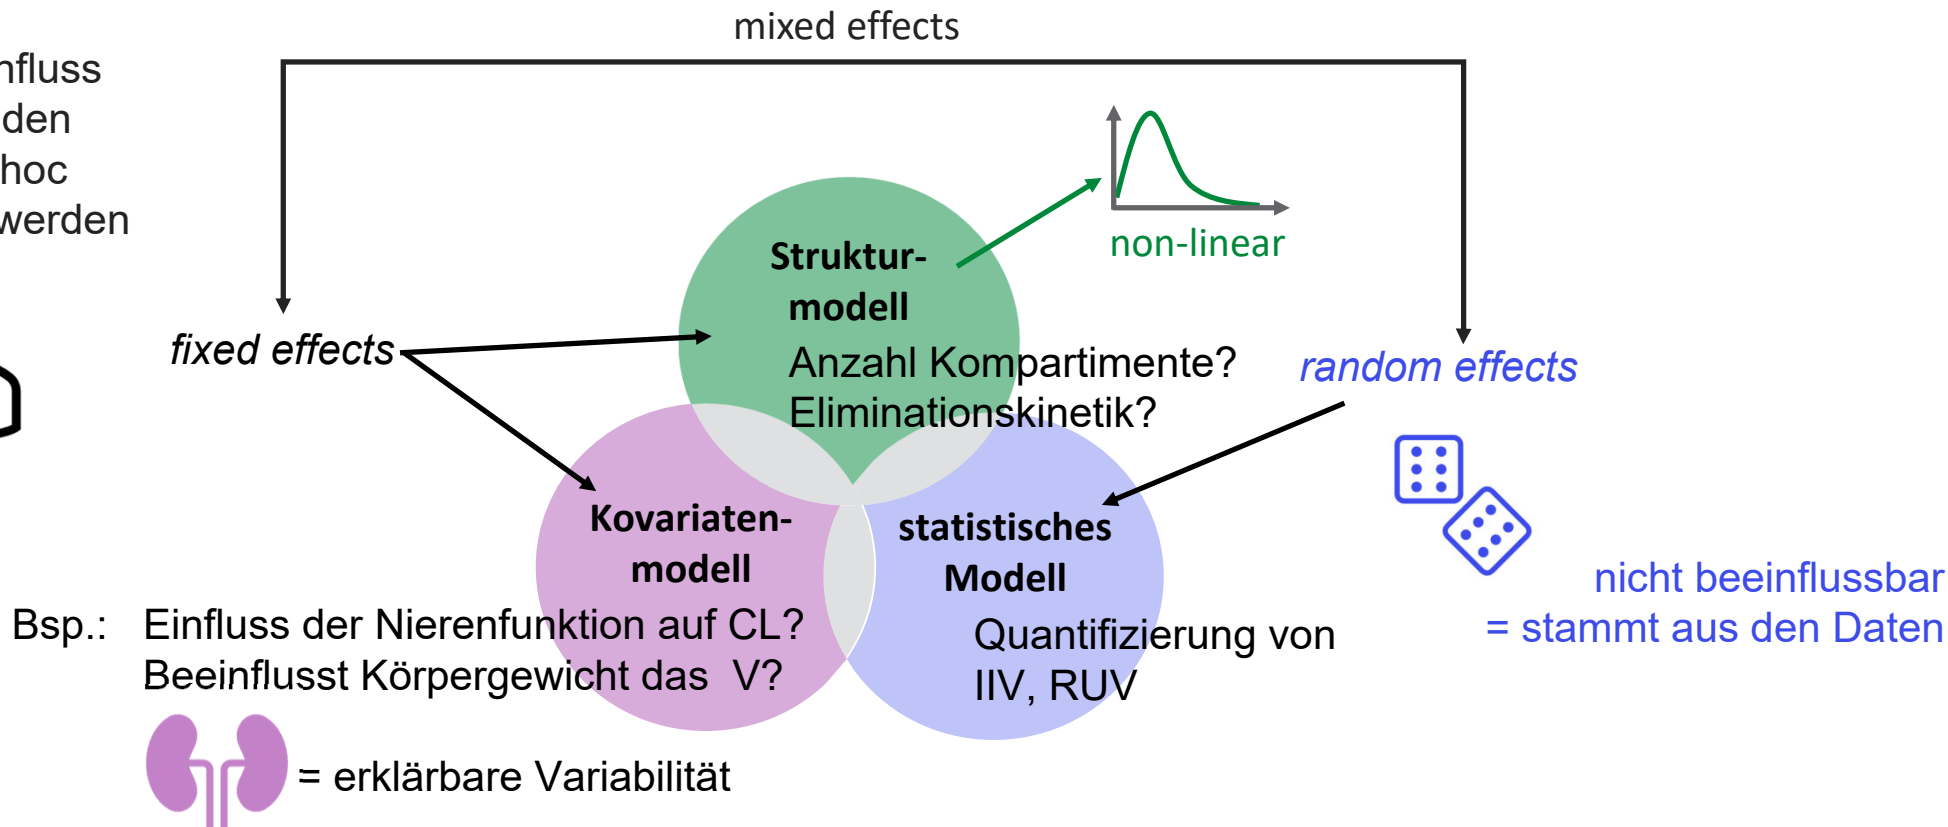 mixed effects
nfluss
den
hoc
werden
non-linear
Struktur-
modell
Anzahl Kompartimente?
Eliminationskinetik?
fixed effects
random effects
Kovariaten-
modell
statistisches
Modell
nicht beeinflussbar
= stammt aus den Daten
Bsp.: Einfluss der Nierenfunktion auf CL?
Beeinflusst Körpergewicht das V?
Quantifizierung von
IIV, RUV
= erklärbare Variabilität